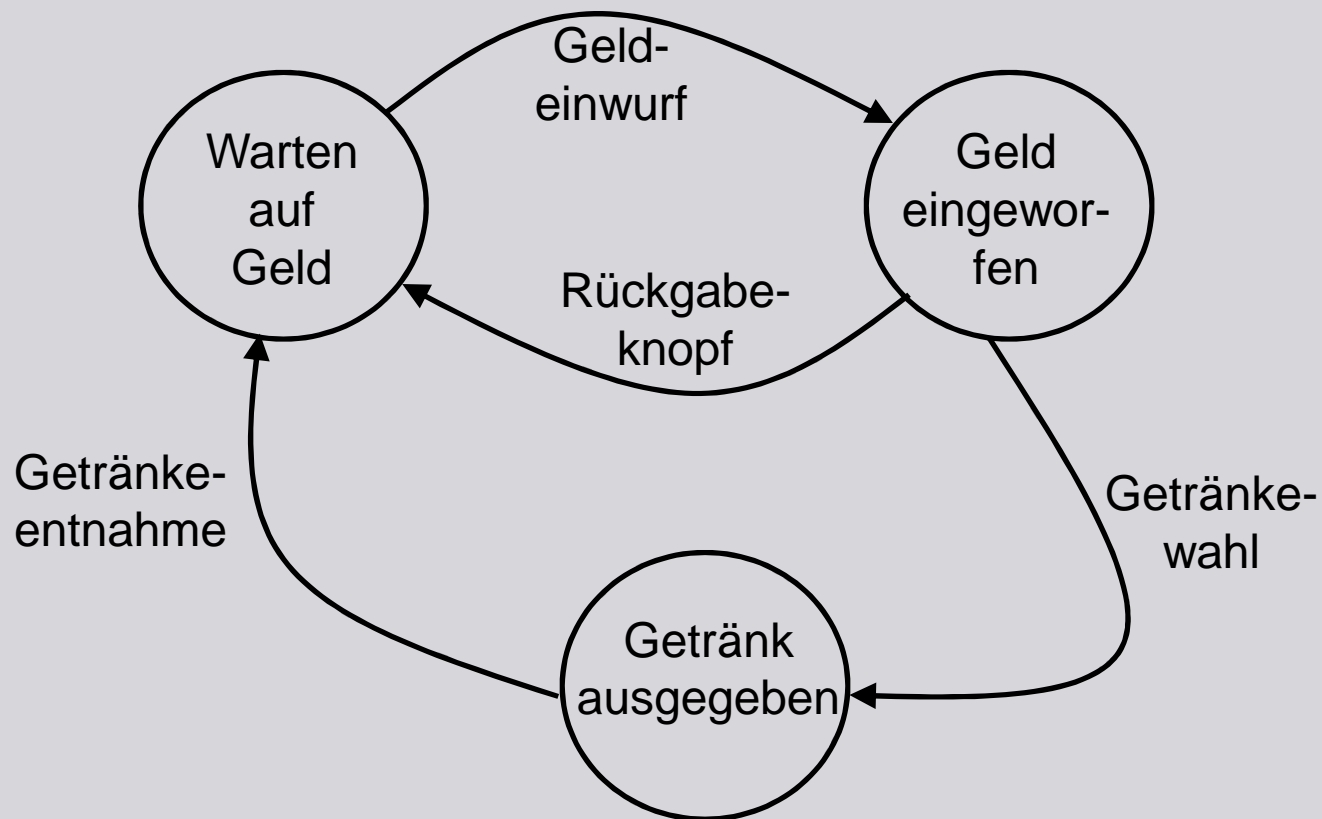 Geld-
einwurf
Warten
auf
Geld
Geld
eingewor-
fen
Rückgabe-
knopf
Getränke-
entnahme
Getränke-
wahl
Getränk
ausgegeben